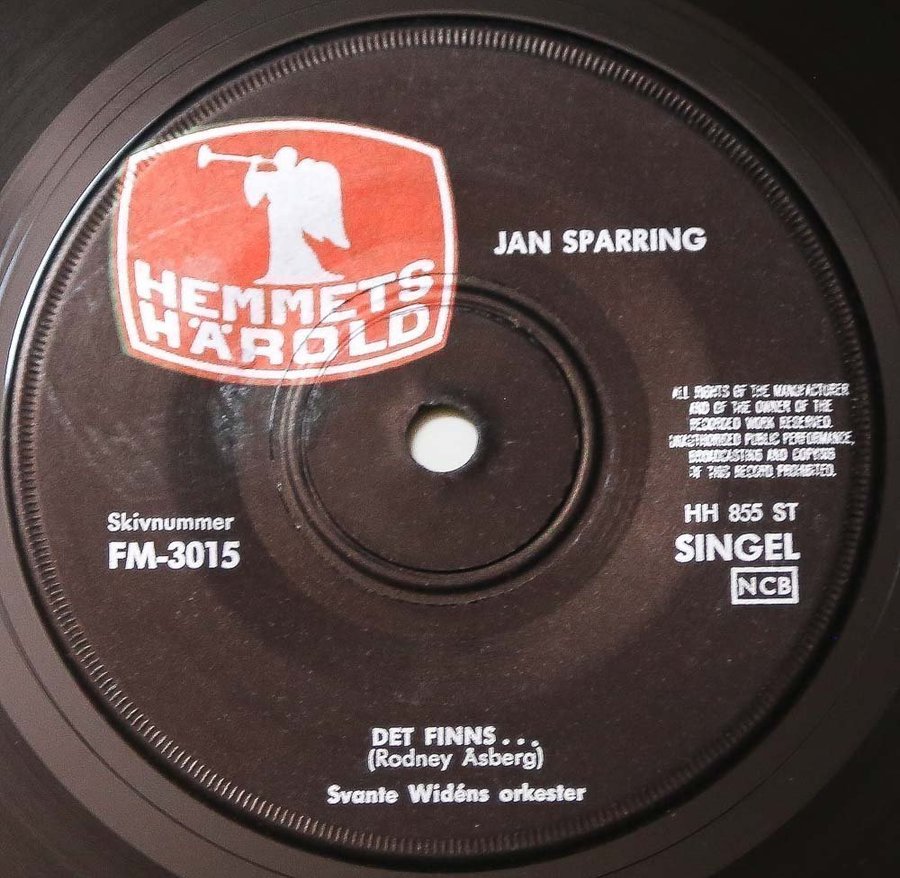 HEMMETS
HÄROLD
JAN SPARRING
ALL RIGHTS OF THE MANUFACTURER
AND OF THE OWNER OF THE
RECORDED WORK RESERVED.
UNAUTHORISED PUBLIC PERFORMANCE,
BROADCASTING AND COPYING
OF THIS RECORD PROHIBITED.
Skivnummer
FM-3015
HH 855 ST
SINGEL
NCB
DET FINNS...
(Rodney Åsberg)
Svante Widéns orkester